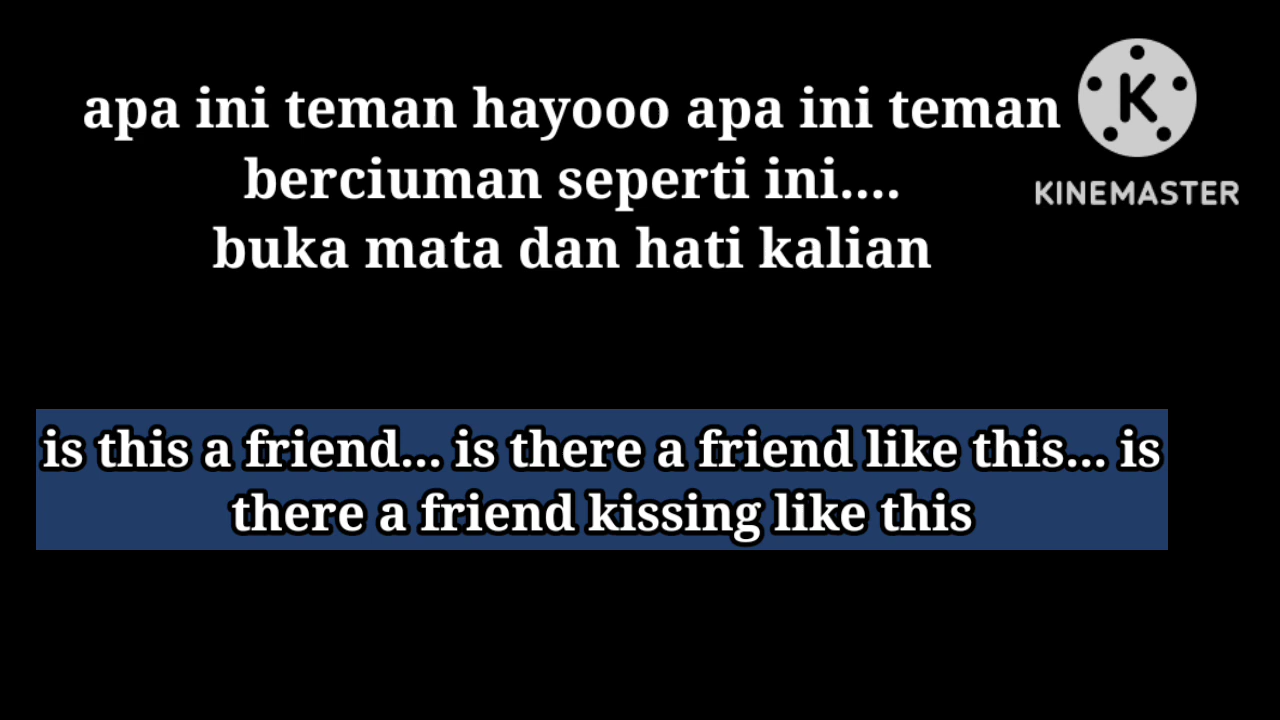 apa ini teman hayooo apa ini teman
berciuman seperti ini....
buka mata dan hati kalian
K
KINEMASTER
is this a friend... is there a friend like this... is
there a friend kissing like this